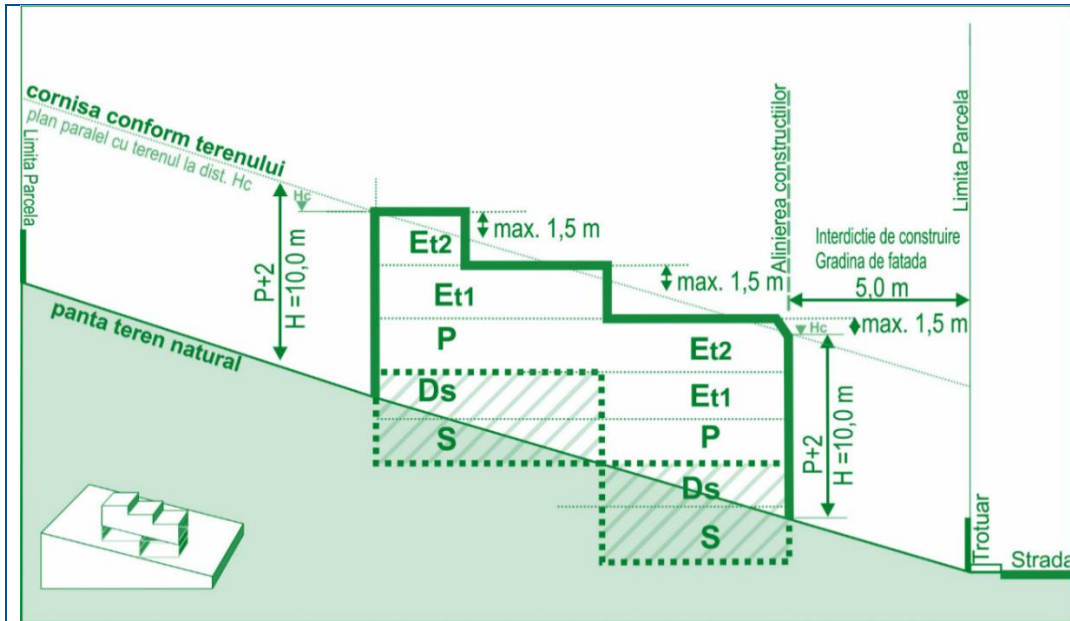 cornisa conform terenului
plan paralel cu terenul la dist. Hc
Limita Parcela
panta teren natural
P+2
H =10,0 m
Hc
Et2
max. 1,5 m
Et1
max. 1,5 m
P
Ds
S
Et2
Et1
P
Ds
S
Alinierea constructiilor
Interdictie de construire
Gradina de fatada
5,0 m
max. 1,5 m
Hc
P+2
H =10,0 m
Limita Parcela
Trotuar
Strada